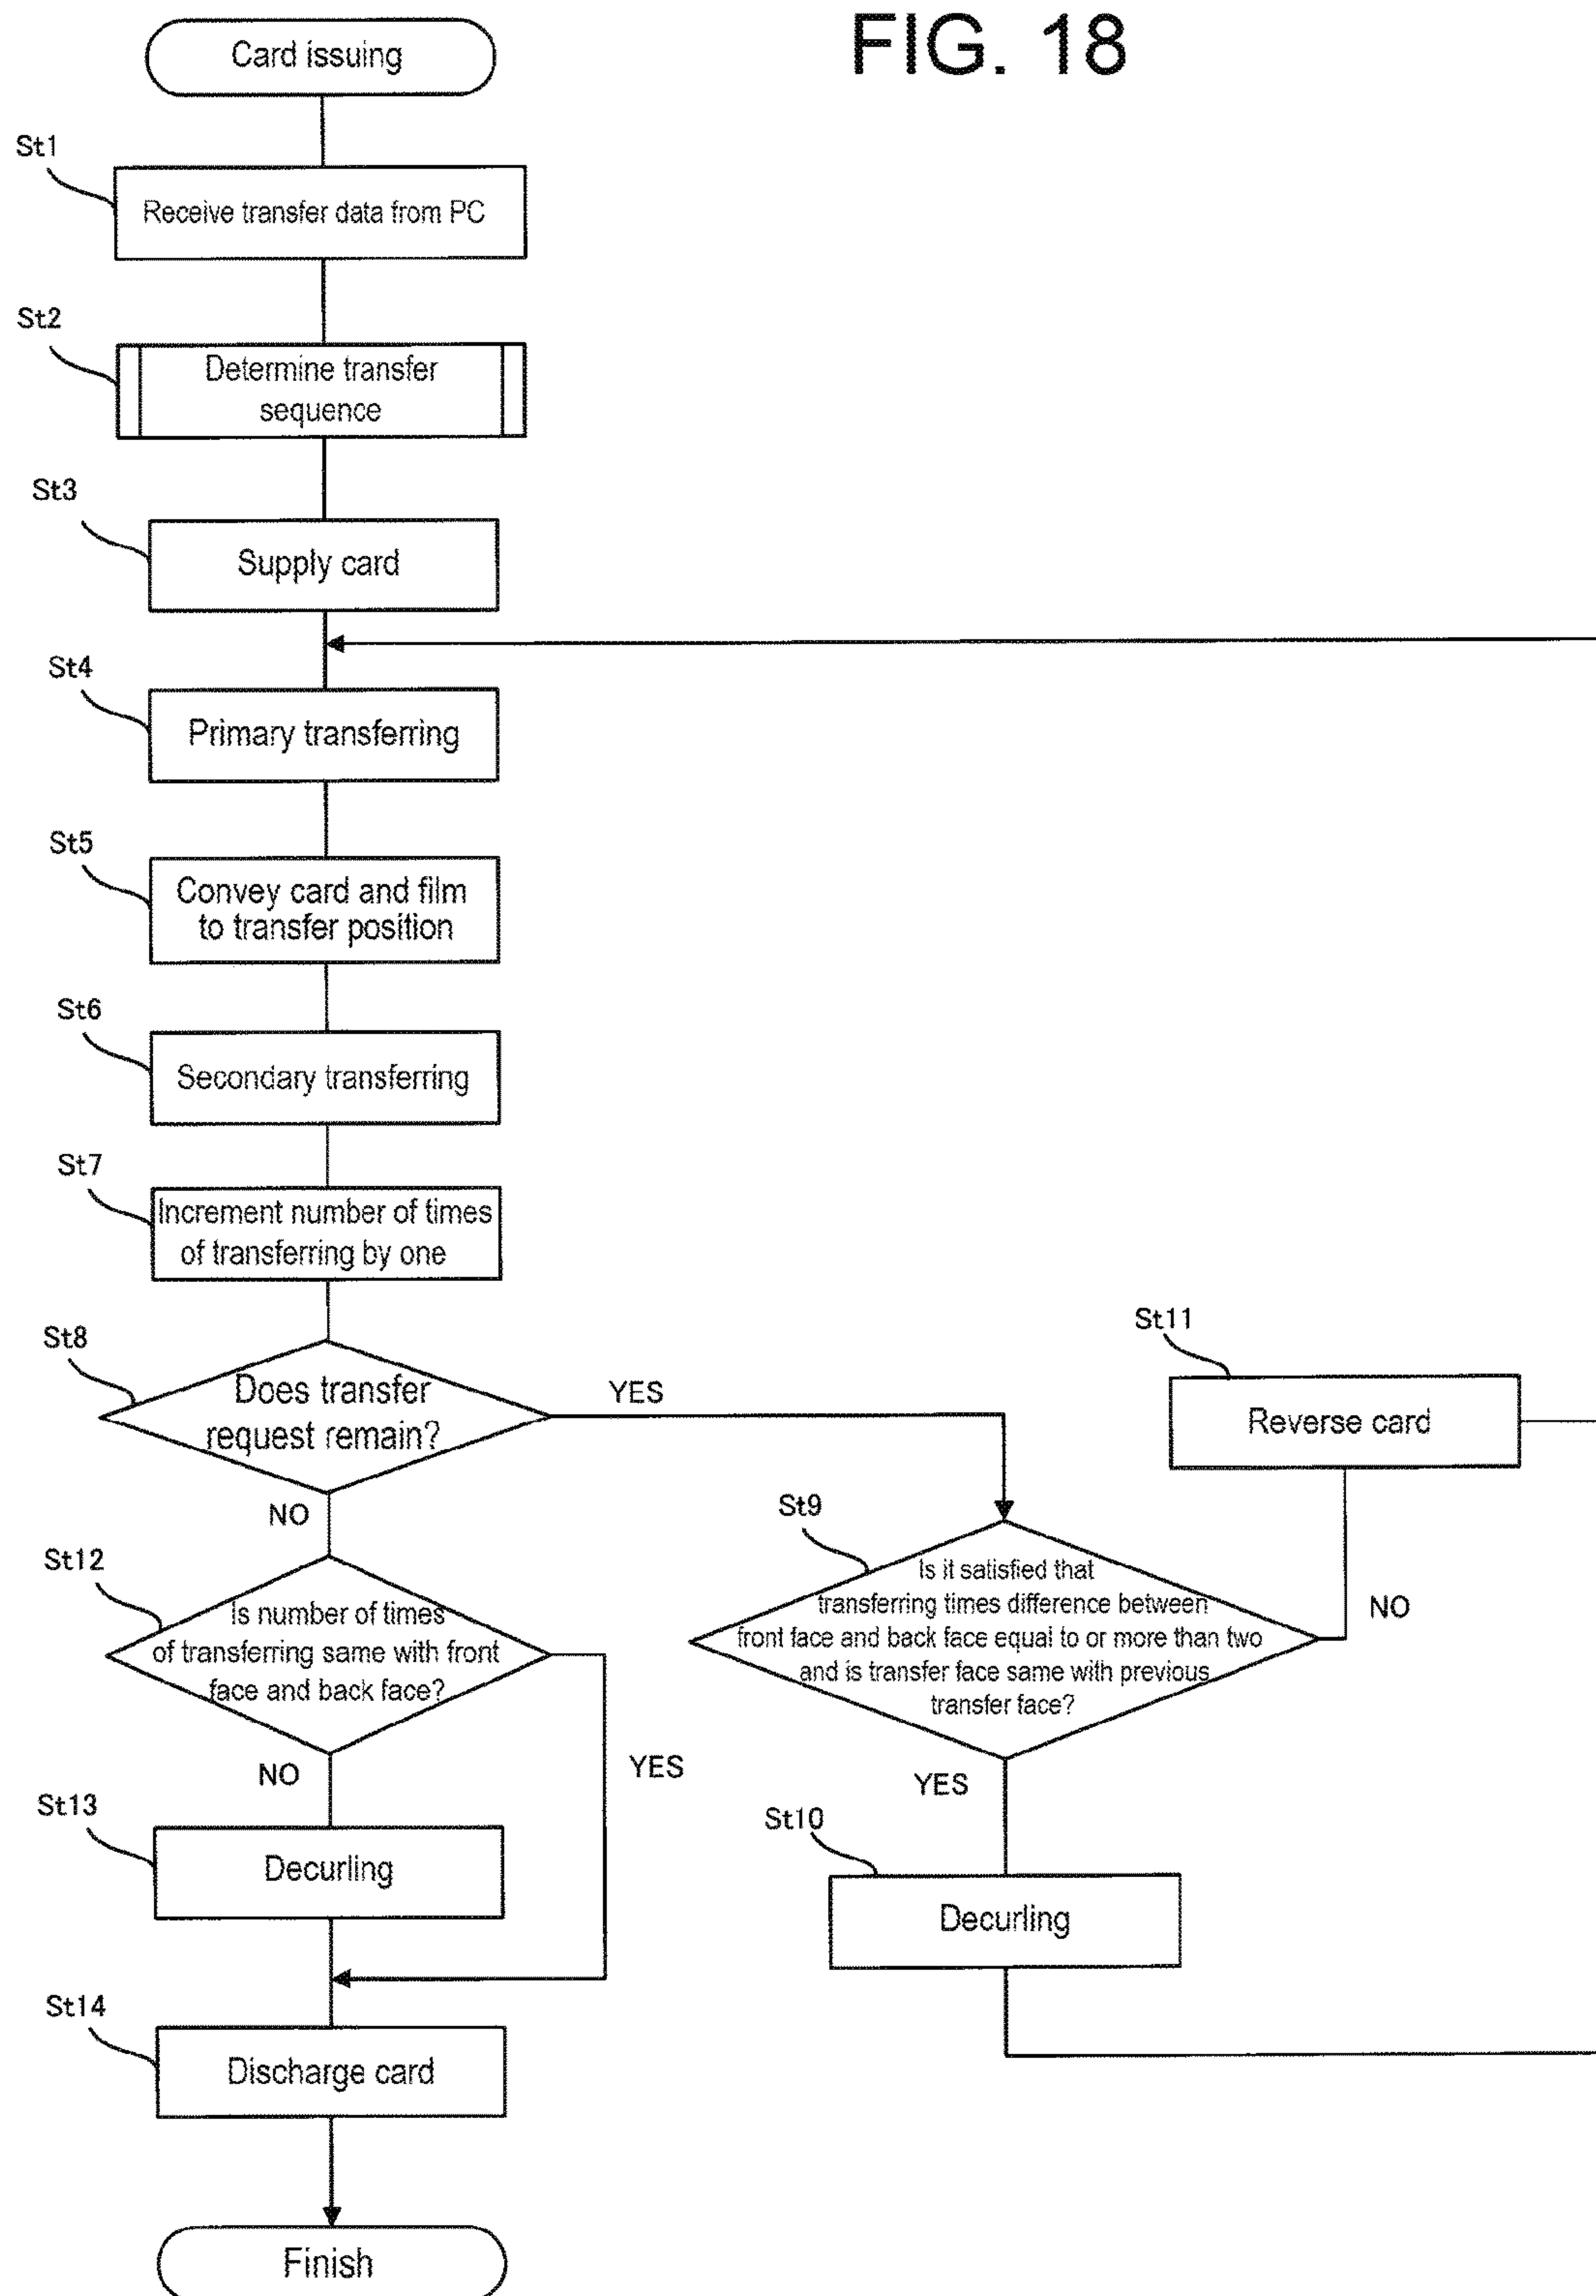 FIG. 18
Card issuing
St1
Receive transfer data from PC
St2
Determine transfer
sequence
St3
Supply card
St4
Primary transferring
St5
Convey card and film
to transfer position
St6
Secondary transferring
St7
Increment number of times
of transferring by one
St8
Does transfer
request remain?
YES
NO
St11
Reverse card
St9
Is it satisfied that
transferring times difference between
front face and back face equal to or more than two
and is transfer face same with previous
transfer face?
NO
YES
St10
Decurling
St12
Is number of times
of transferring same with front
face and back face?
YES
NO
St13
Decurling
St14
Discharge card
Finish